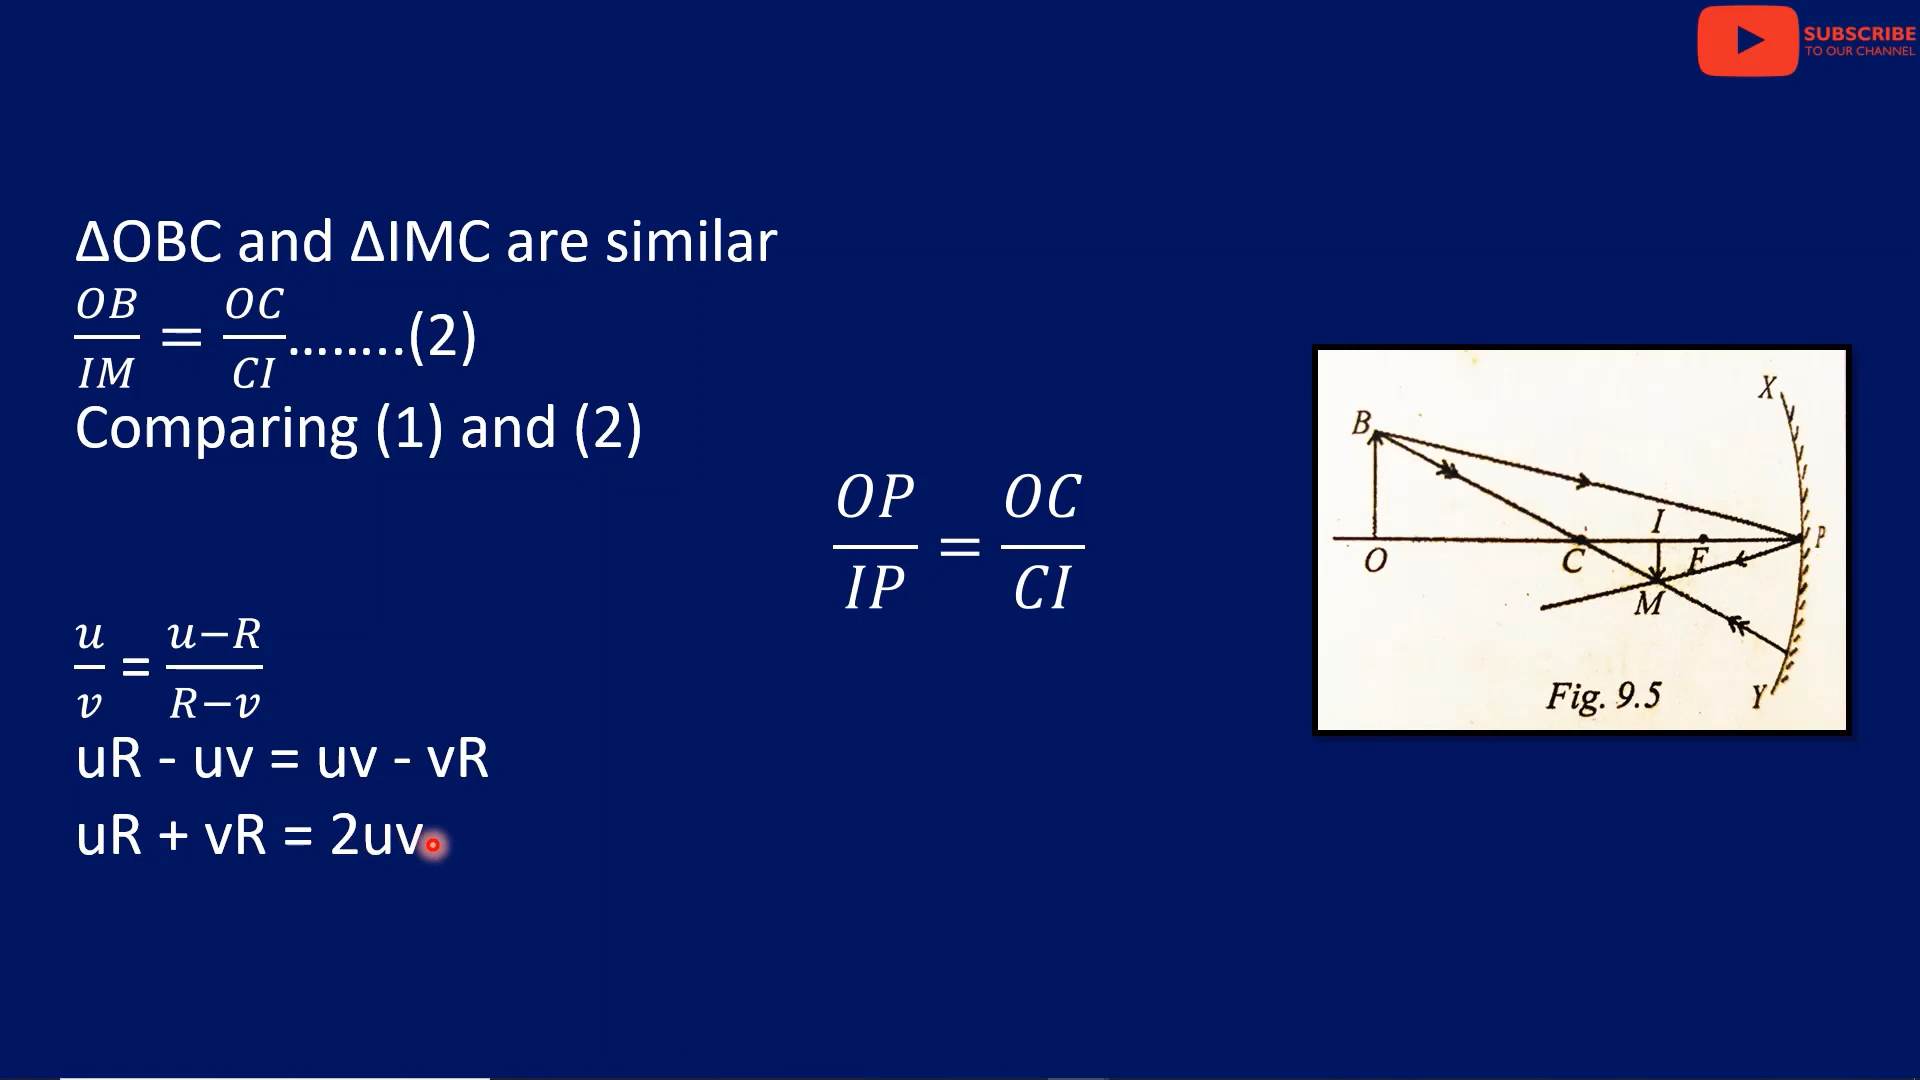 SUBSCRIBE
TO OUR CHANNEL
ΔOBC and ΔIMC are similar
OB/IM = OC/CI........(2)
Comparing (1) and (2)
OP/IP = OC/CI
u/v = u−R/R−v
uR - uv = uv - vR
uR + vR = 2uv
X
B
I
P
O
C
F
M
Fig. 9.5
Y